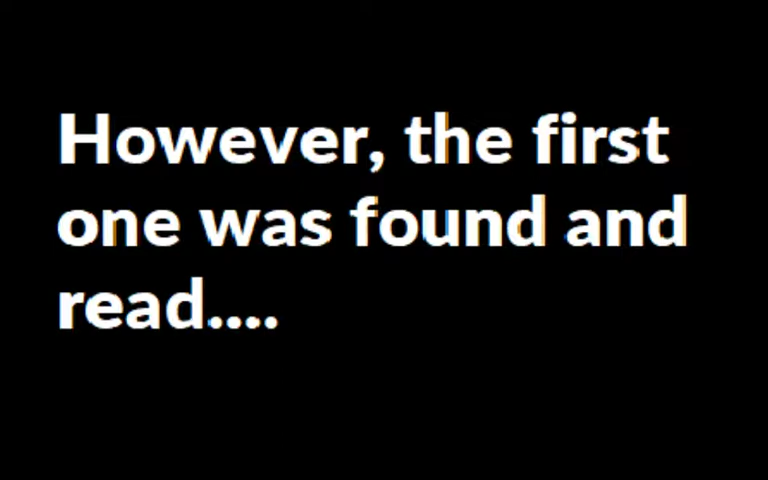 However, the first
one was found and
read....